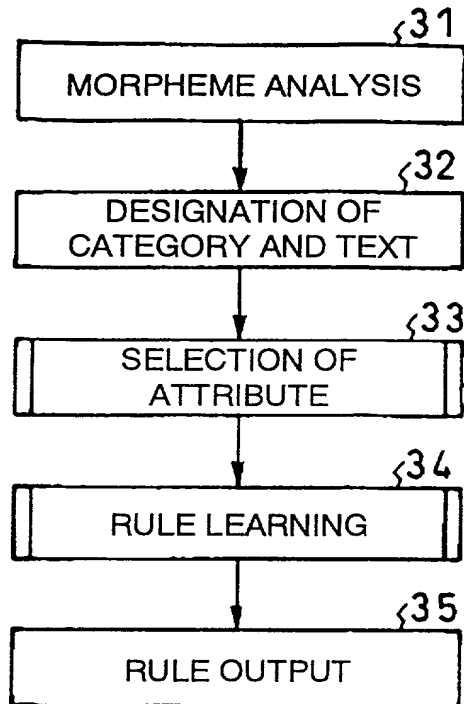 31
MORPHEME ANALYSIS
32
DESIGNATION OF
CATEGORY AND TEXT
33
SELECTION OF
ATTRIBUTE
34
RULE LEARNING
35
RULE OUTPUT